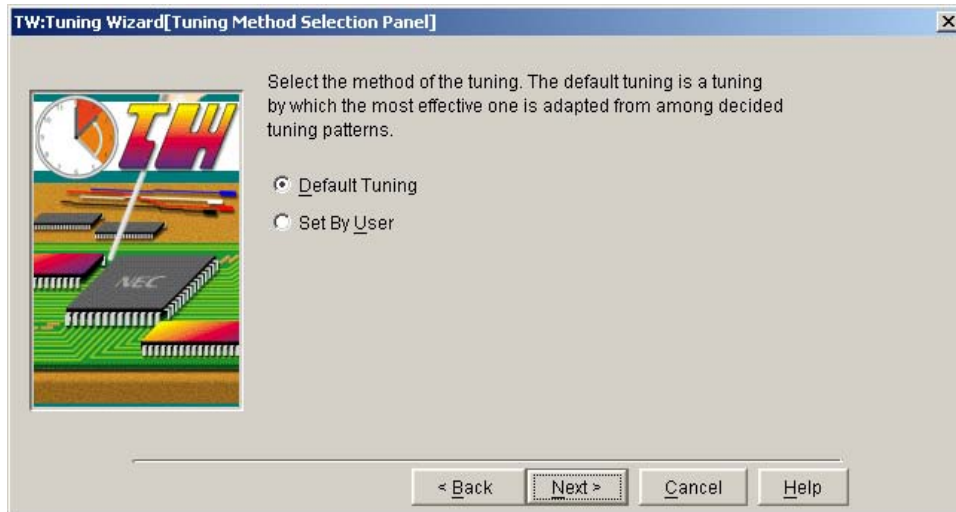 TW:Tuning Wizard[Tuning Method Selection Panel]
TW
NEC
Select the method of the tuning. The default tuning is a tuning
by which the most effective one is adapted from among decided
tuning patterns.
Default Tuning
Set By User
< Back
Next >
Cancel
Help